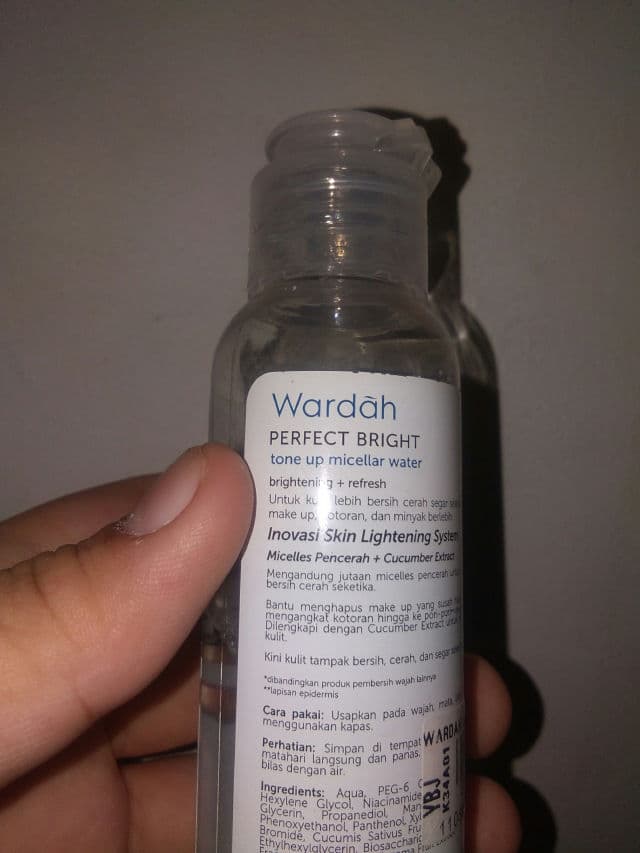 Wardah
PERFECT BRIGHT
tone up micellar water
brightening + refresh
Untuk lebih bersih cerah segar
make up, kotoran, dan minyak
Inovasi Skin Lightening System
Micelles Pencerah + Cucumber Extract
Mengandung jutaan micelles pencerah
bersih cerah seketika.
Bantu menghapus make up yang susah
mengangkat kotoran hingga ke
Dilengkapi dengan Cucumber Extract
kulit.
Kini kulit tampak bersih, cerah, dan segar
*dibandingkan produk pembersih wajah lainnya
**lapisan epidermis
Cara pakai: Usapkan pada wajah, mata,
menggunakan kapas.
Perhatian: Simpan di tempat
matahari langsung dan panas.
bilas dengan air.
Ingredients: Aqua, PEG-6
Hexylene Glycol, Niacinamide
Glycerin, Propanediol,
Phenoxyethanol, Panthenol,
Bromide, Cucumis Sativus
Ethylhexylglycerin,
WARDAH
YBJ
K34A01